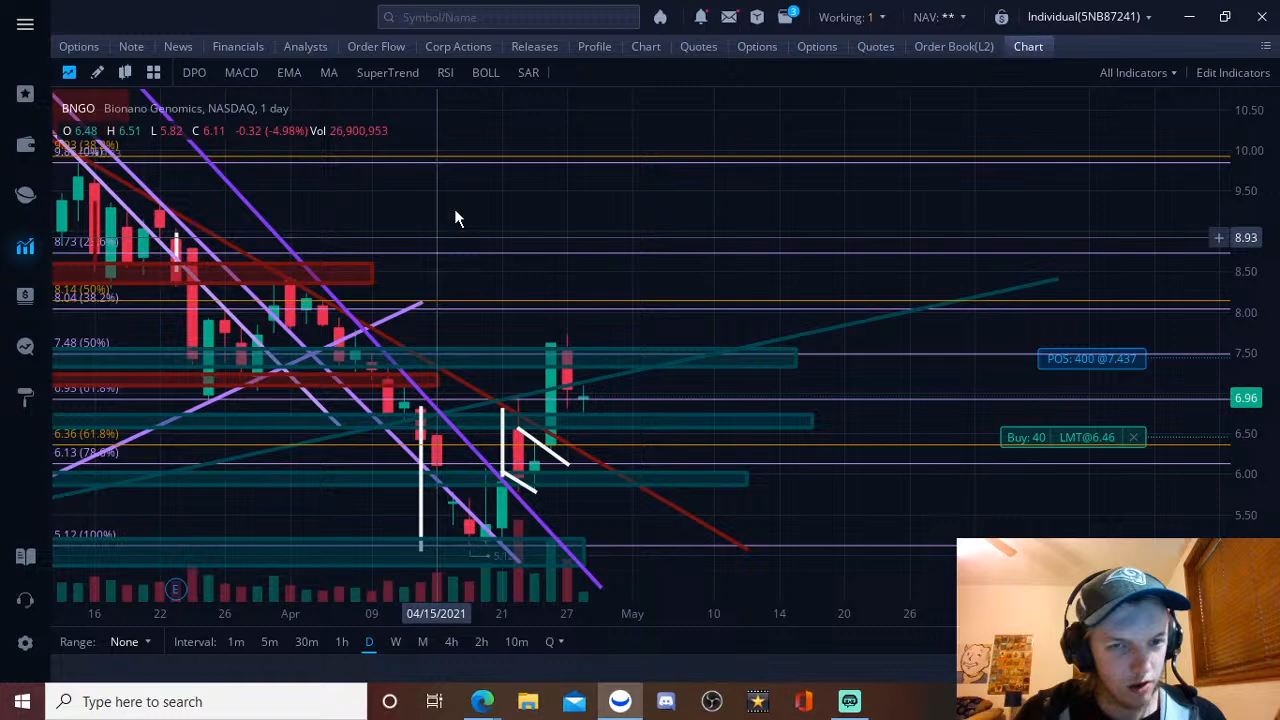 Symbol/Name
3
Working: 1
NAV: **
Individual(5NB87241)
Options Note News Financials Analysts Order Flow Corp Actions Releases Profile Chart Quotes Options Options Quotes Order Book(L2) Chart
DPO MACD EMA MA SuperTrend RSI BOLL SAR
All Indicators Edit Indicators
BNGO Bionano Genomics, NASDAQ, 1 day
O 6.48 H 6.51 L 5.82 C 6.11 -0.32 (-4.98%) Vol 26,900,953
10.50
10.00
9.50
8.93
8.50
8.00
7.50
6.96
6.50
6.00
5.50
8.14 (50%)
8.04 (38.2%)
7.48 (50%)
6.36 (61.8%)
5.12 (100%)
POS: 400 @7,437
Buy: 40 LMT@6.46
E
16 22 26 Apr 09 04/15/2021 21 27 May 10 14 20 26
Range: None Interval: 1m 5m 30m 1h D W M 4h 2h 10m Q
Type here to search